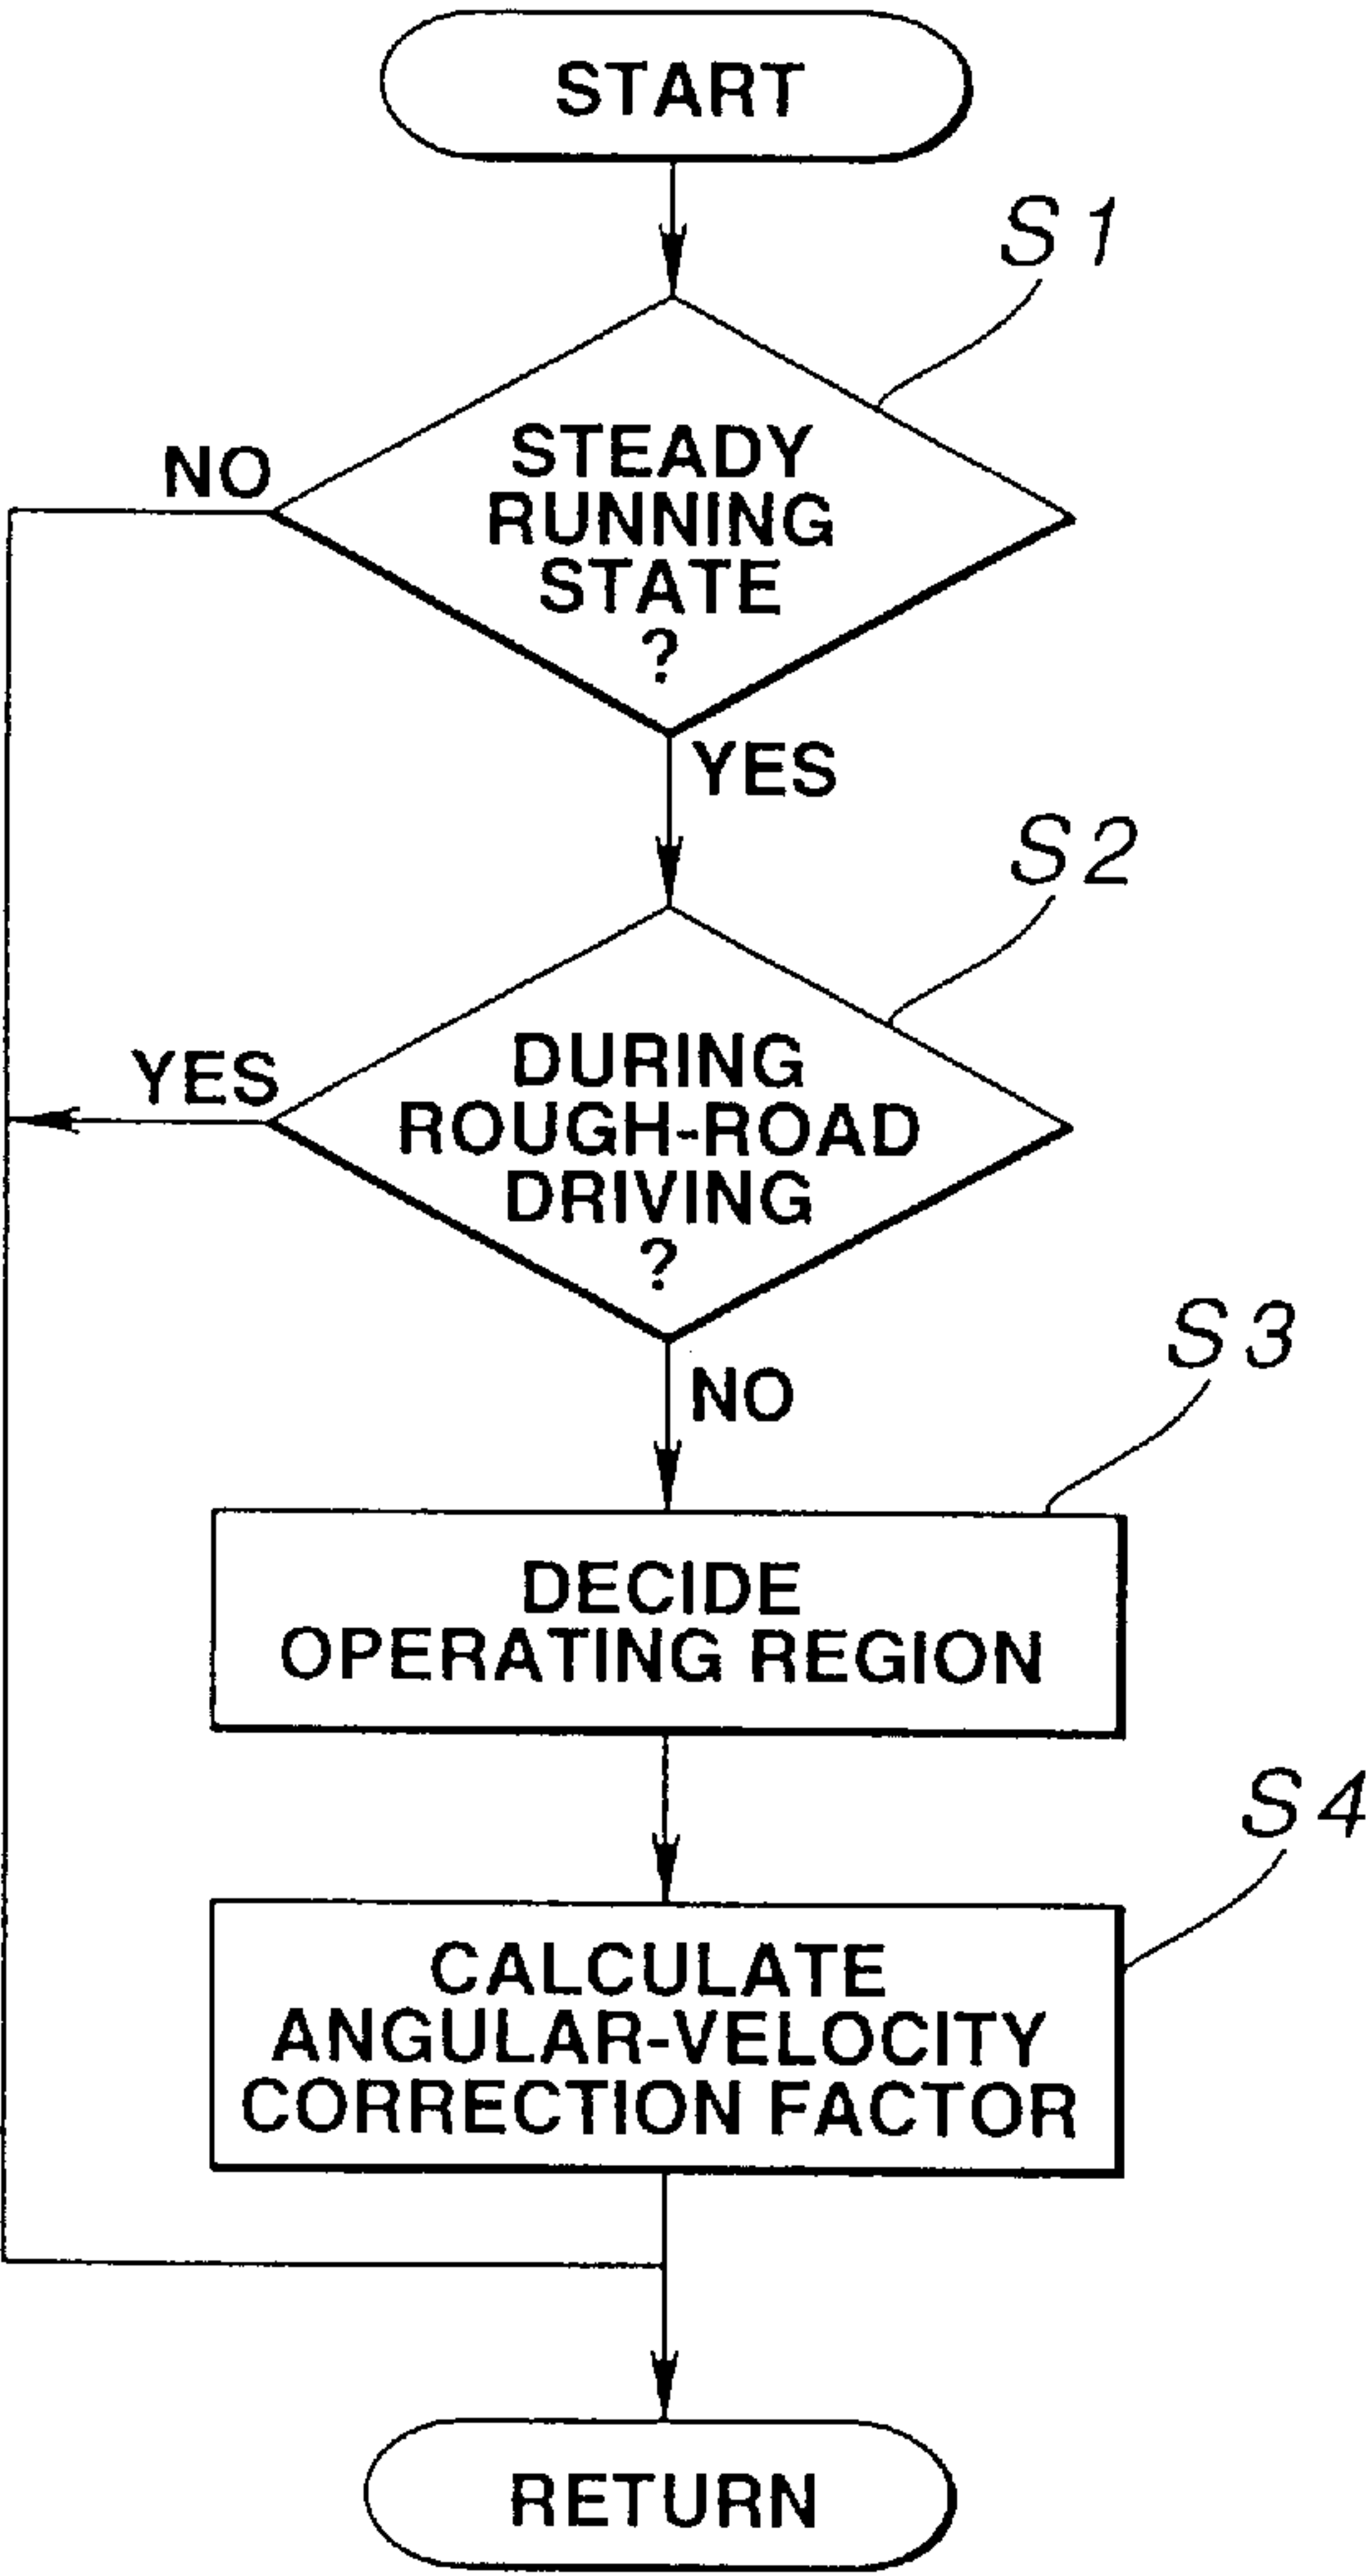 START
S1
NO
STEADY
RUNNING
STATE
?
YES
S2
YES
DURING
ROUGH-ROAD
DRIVING
?
NO
S3
DECIDE
OPERATING REGION
S4
CALCULATE
ANGULAR-VELOCITY
CORRECTION FACTOR
RETURN